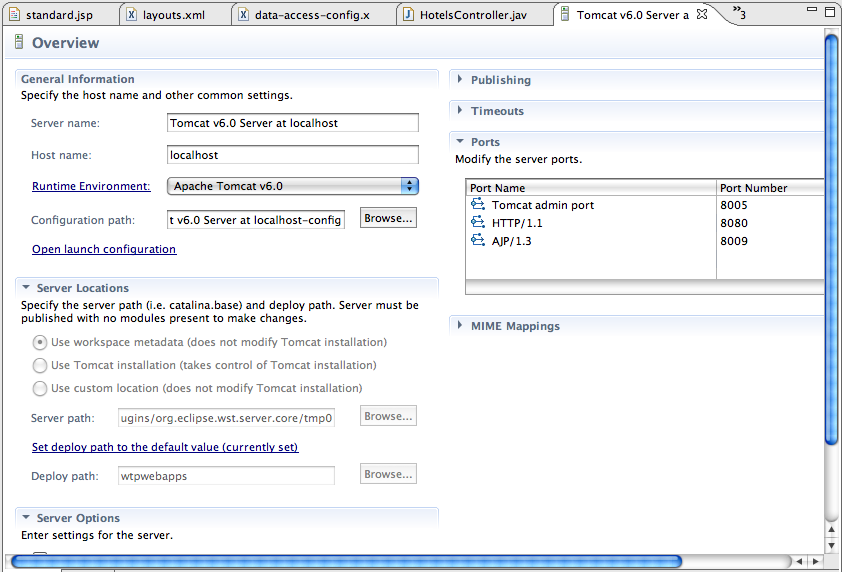 standard.jsp
layouts.xml
data-access-config.x
HotelsController.jav
Tomcat v6.0 Server a
3
Overview
General Information
Specify the host name and other common settings.
Server name: Tomcat v6.0 Server at localhost
Host name: localhost
Runtime Environment: Apache Tomcat v6.0
Configuration path: t v6.0 Server at localhost-config Browse...
Open launch configuration
Server Locations
Specify the server path (i.e. catalina.base) and deploy path. Server must be
published with no modules present to make changes.
Use workspace metadata (does not modify Tomcat installation)
Use Tomcat installation (takes control of Tomcat installation)
Use custom location (does not modify Tomcat installation)
Server path: ugins/org.eclipse.wst.server.core/tmp0 Browse...
Set deploy path to the default value (currently set)
Deploy path: wtpwebapps Browse...
Server Options
Enter settings for the server.
Publishing
Timeouts
Ports
Modify the server ports.
Port Name Port Number
Tomcat admin port 8005
HTTP/1.1 8080
AJP/1.3 8009
MIME Mappings